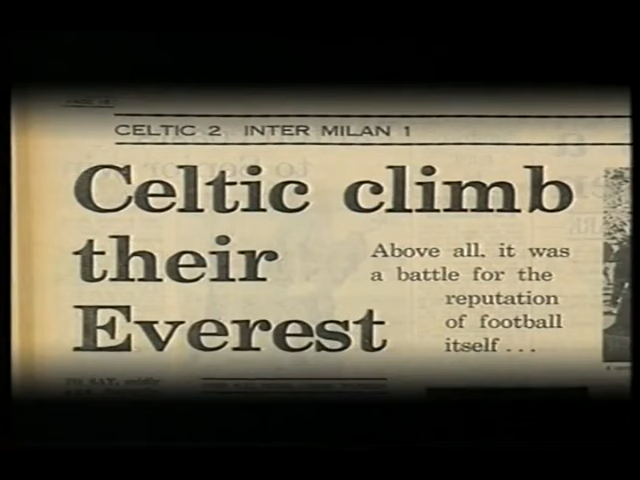 CELTIC 2 INTER MILAN 1
Celtic climb
their
Everest
Above all, it was
a battle for the
reputation
of football
itself...